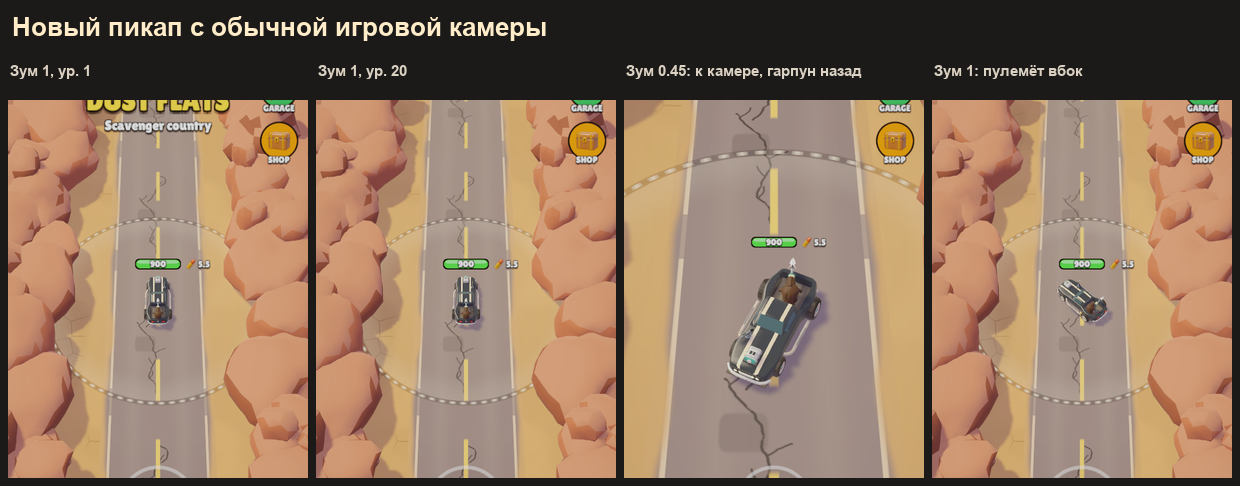 Новый пикап с обычной игровой камеры
Зум 1, ур. 1
Зум 1, ур. 20
Зум 0.45: к камере, гарпун назад
Зум 1: пулемёт вбок
DUST FLATS
Scavenger country
GARAGE
SHOP
900
5.5
GARAGE
SHOP
900
5.5
GARAGE
SHOP
900
5.5
GARAGE
SHOP
900
5.5